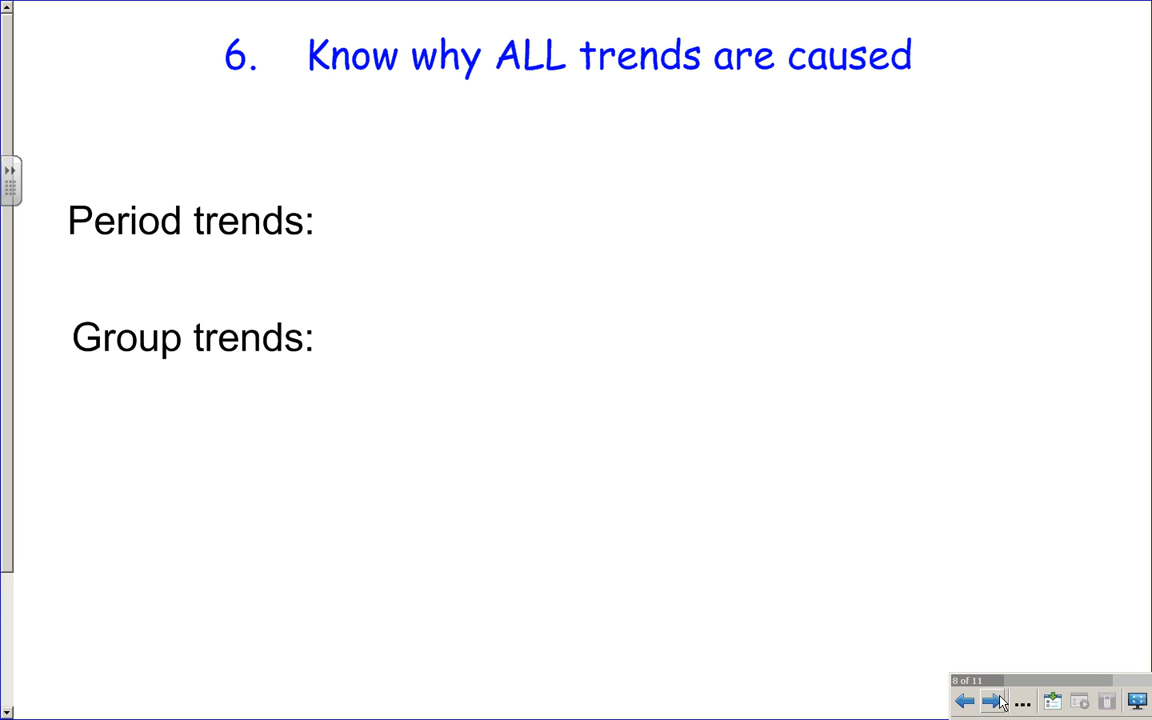 6. Know why ALL trends are caused
Period trends:
Group trends:
8 of 11
...